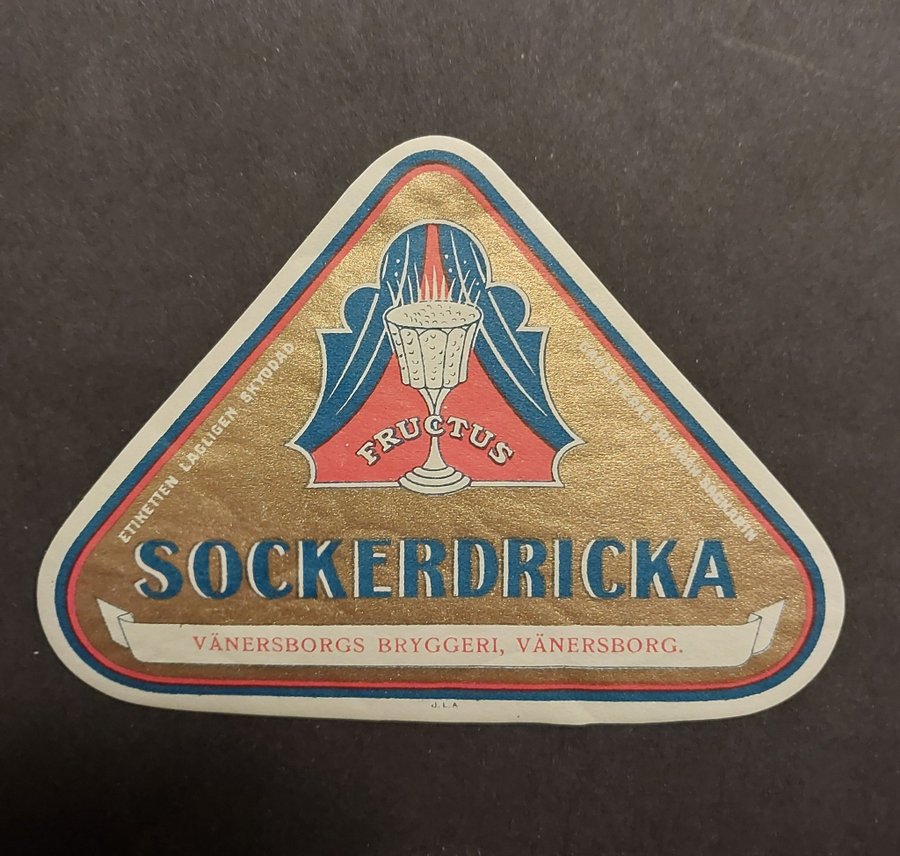 ETIKETTEN LAGLIGEN SKYDDAD
FRUCTUS
SOCKERDRICKA
VÄNERSBORGS BRYGGERI, VÄNERSBORG.
J.L.A